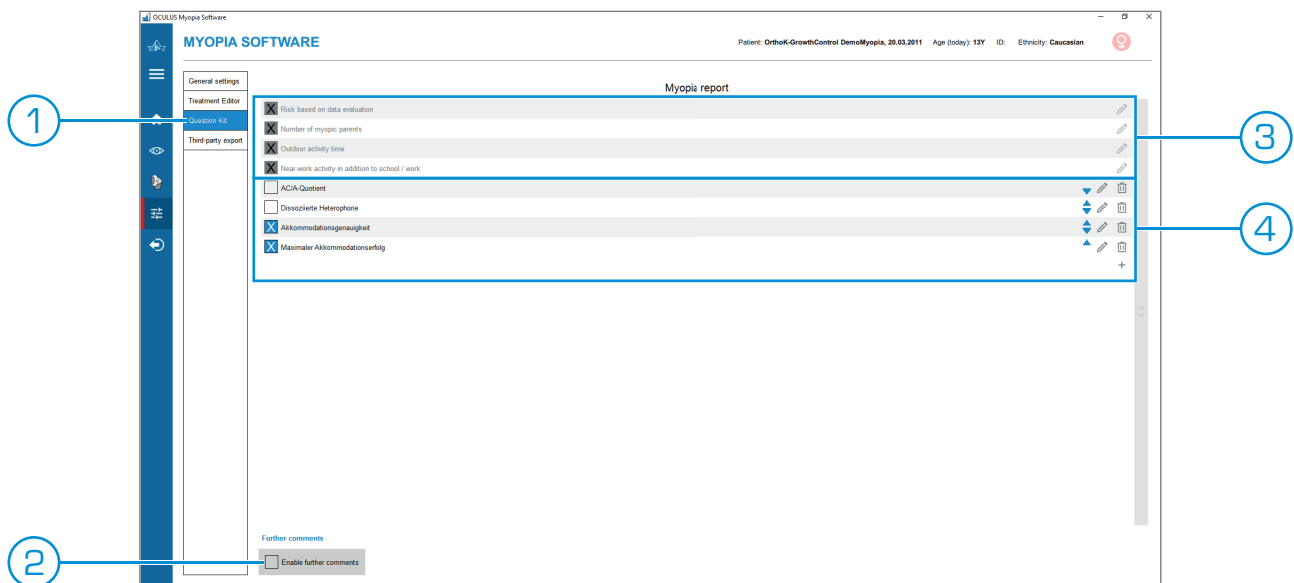 OCULUS Myopia Software
MYOPIA SOFTWARE
Patient: OrthoK-GrowthControl DemoMyopia, 20.03.2011 Age (today): 13Y ID: Ethnicity: Caucasian
General settings
Treatment Editor
Question Kit
Third-party export
Myopia report
Risk based on data evaluation
Number of myopic parents
Outdoor activity time
Near-work activity in addition to school / work
AC/A-Quotient
Dissoziierte Heterophorie
Akkommodationsgenauigkeit
Maximaler Akkommodationserfolg
Further comments
Enable further comments
1
2
3
4